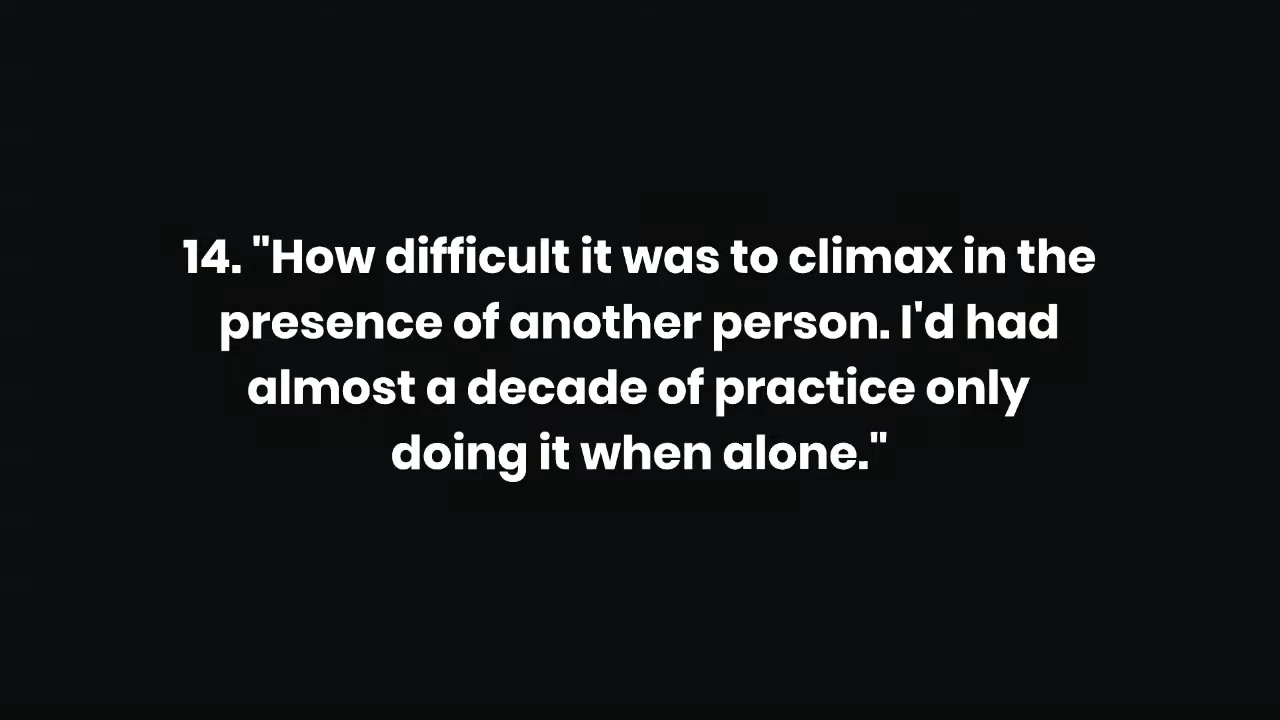 14. "How difficult it was to climax in the
presence of another person. I'd had
almost a decade of practice only
doing it when alone."